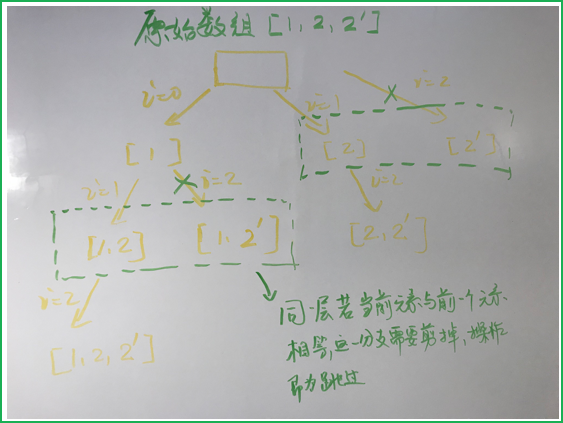 原始数组 [1, 2, 2']
i=0
i=1
i=2
[1]
[2]
[2']
i=1
i=2
i=2
[1, 2]
[1, 2']
[2, 2']
i=2
[1, 2, 2']
同一层若当前元素与前一个元素
相等,这一分支需要剪掉,操作
即为跳过